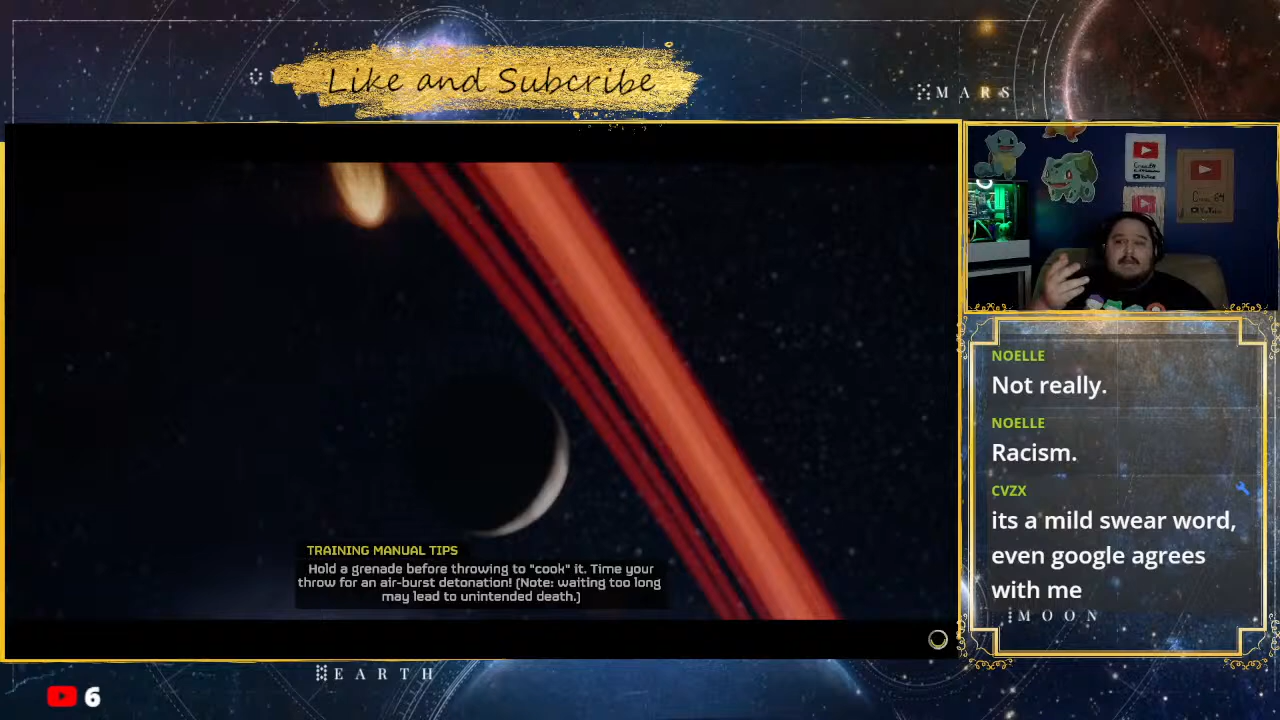 Like and Subcribe
MARS
NOELLE
Not really.
NOELLE
Racism.
CVZX
its a mild swear word,
even google agrees
with me
MOON
TRAINING MANUAL TIPS
Hold a grenade before throwing to "cook" it. Time your
throw for an air-burst detonation! (Note: waiting too long
may lead to unintended death.)
EARTH
6